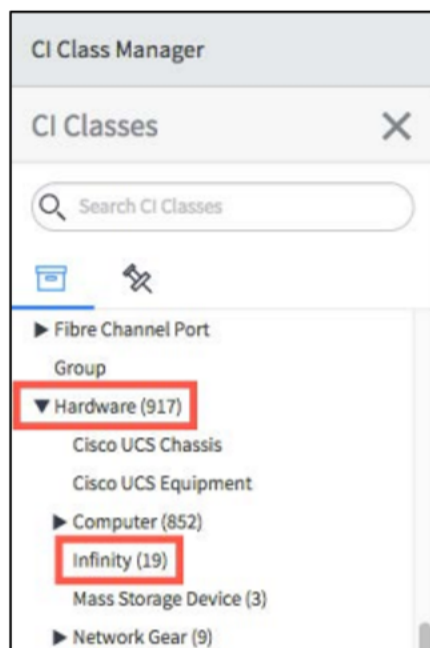 CI Class Manager
CI Classes
Search CI Classes
Fibre Channel Port
Group
Hardware (917)
Cisco UCS Chassis
Cisco UCS Equipment
Computer (852)
Infinity (19)
Mass Storage Device (3)
Network Gear (9)